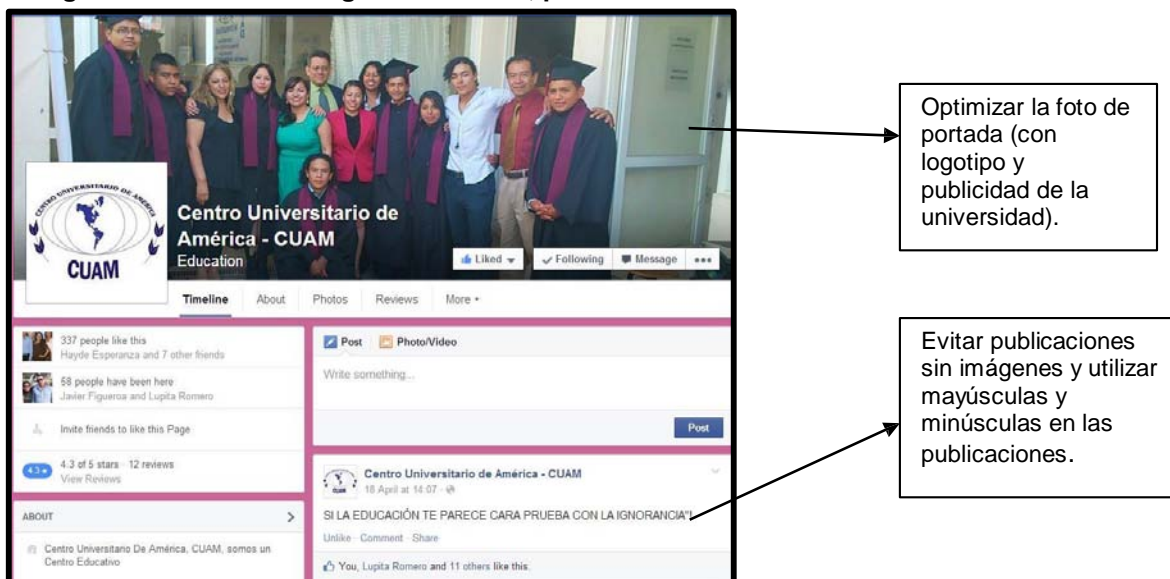 CENTRO UNIVERSITARIO DE AMÉRICA
CUAM
Centro Universitario de
América - CUAM
Education
Liked
Following
Message
Timeline About Photos Reviews More
337 people like this
Hayde Esperanza and 7 other friends
58 people have been here
Javier Figueroa and Lupita Romero
Invite friends to like this Page
4.3 4.3 of 5 stars · 12 reviews
View Reviews
ABOUT
Centro Universitario De América, CUAM, somos un
Centro Educativo
Post Photo/Video
Write something...
Post
Centro Universitario de América - CUAM
18 April at 14:07
SI LA EDUCACIÓN TE PARECE CARA PRUEBA CON LA IGNORANCIA"!
Unlike · Comment · Share
You, Lupita Romero and 11 others like this.
Optimizar la foto de
portada (con
logotipo y
publicidad de la
universidad).
Evitar publicaciones
sin imágenes y utilizar
mayúsculas y
minúsculas en las
publicaciones.